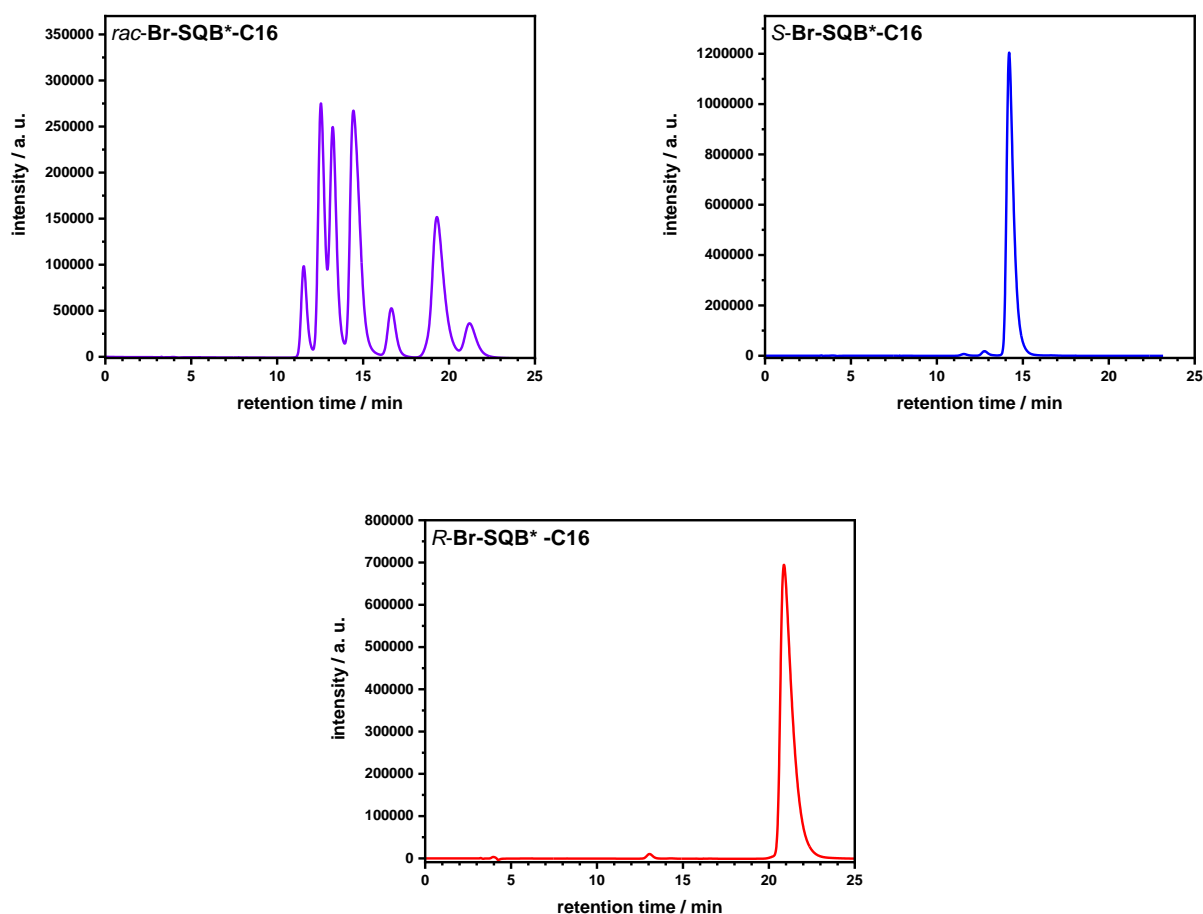 rac-Br-SQB*-C16
350000
300000
250000
200000
150000
100000
50000
0
intensity / a. u.
0 5 10 15 20 25
retention time / min
S-Br-SQB*-C16
1200000
1000000
800000
600000
400000
200000
0
intensity / a. u.
0 5 10 15 20 25
retention time / min
R-Br-SQB* -C16
800000
700000
600000
500000
400000
300000
200000
100000
0
intensity / a. u.
0 5 10 15 20 25
retention time / min